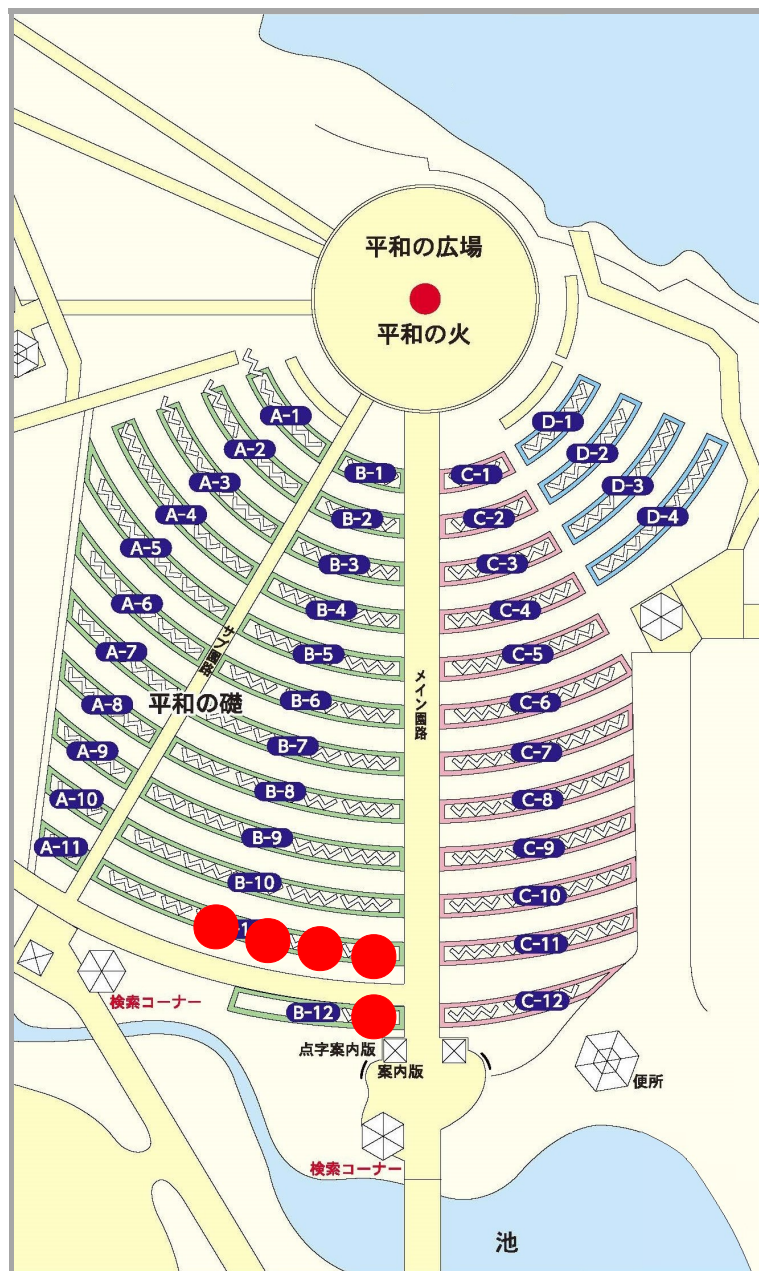 平和の広場
平和の火
A-1
A-2
A-3
A-4
A-5
A-6
A-7
A-8
A-9
A-10
A-11
B-1
B-2
B-3
B-4
B-5
B-6
B-7
B-8
B-9
B-10
B-12
C-1
C-2
C-3
C-4
C-5
C-6
C-7
C-8
C-9
C-10
C-11
C-12
D-1
D-2
D-3
D-4
サブ園路
メイン園路
平和の礎
検索コーナー
点字案内版
案内版
検索コーナー
便所
池